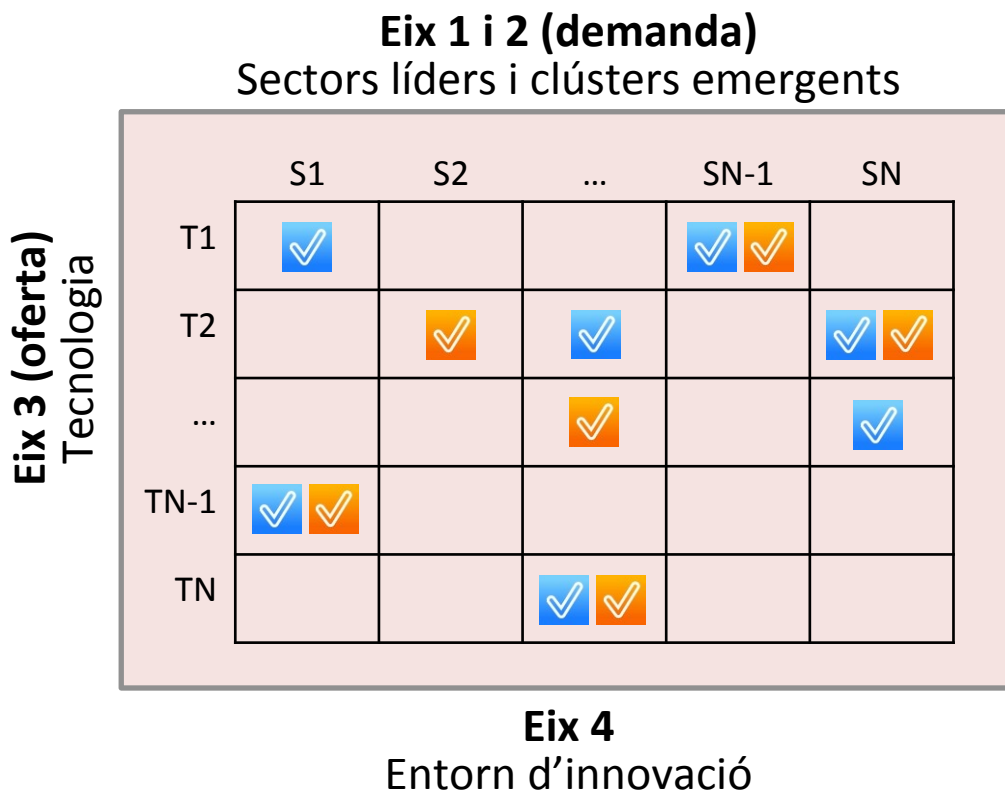 Eix 1 i 2 (demanda)
Sectors líders i clústers emergents
S1 S2 ... SN-1 SN
Eix 3 (oferta)
Tecnologia
T1
T2
...
TN-1
TN
Eix 4
Entorn d’innovació